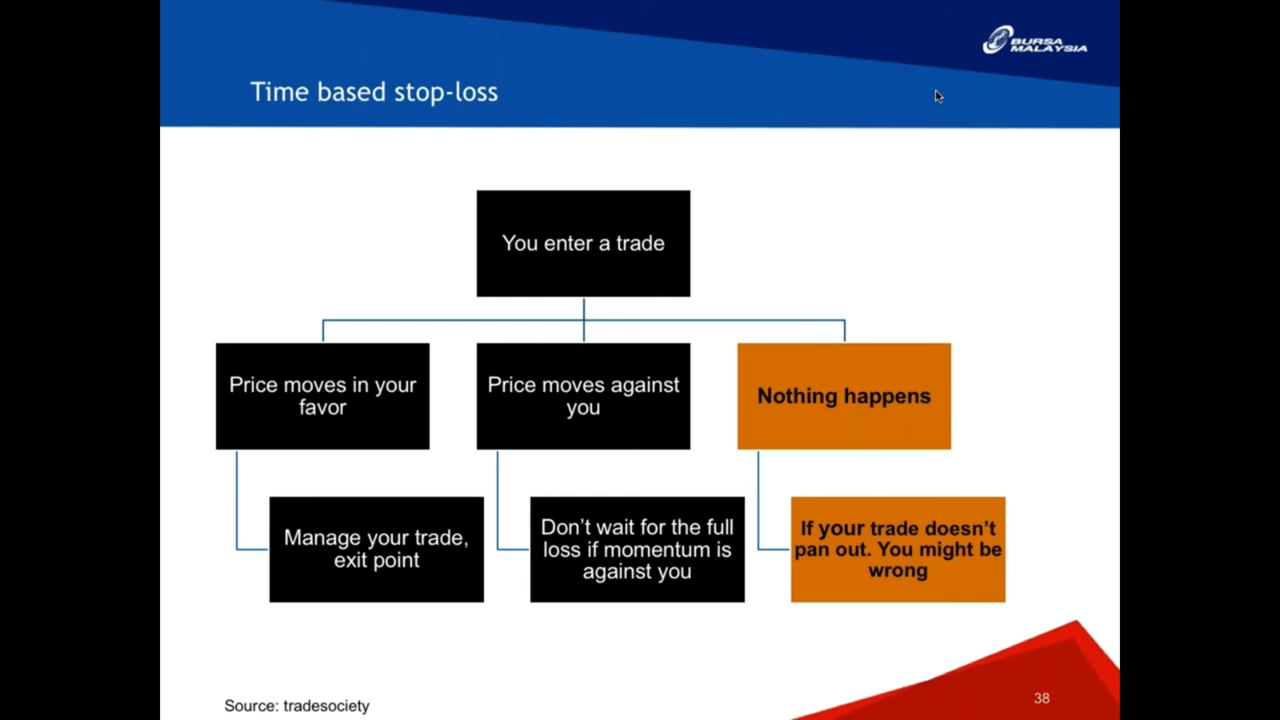 BURSA
MALAYSIA
Time based stop-loss
You enter a trade
Price moves in your
favor
Price moves against
you
Nothing happens
Manage your trade,
exit point
Don't wait for the full
loss if momentum is
against you
If your trade doesn't
pan out. You might be
wrong
Source: tradesociety
38